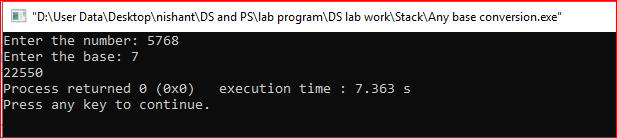 "D:\User Data\Desktop\nishant\DS and PS\lab program\DS lab work\Stack\Any base conversion.exe"
Enter the number: 5768
Enter the base: 7
22550
Process returned 0 (0x0)   execution time : 7.363 s
Press any key to continue.